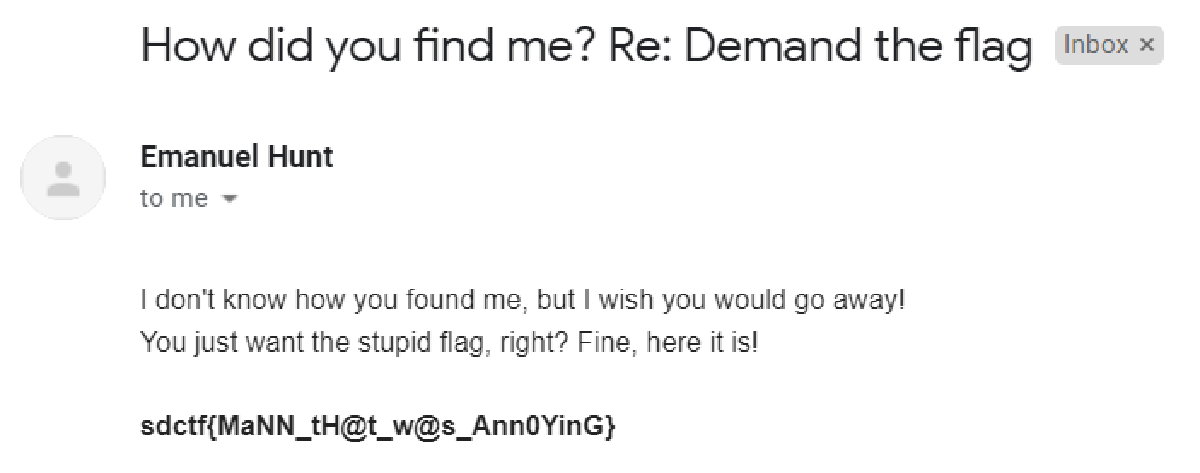 How did you find me? Re: Demand the flag Inbox ×
Emanuel Hunt
to me
I don't know how you found me, but I wish you would go away!
You just want the stupid flag, right? Fine, here it is!
sdctf{MaNN_tH@t_w@s_Ann0YinG}